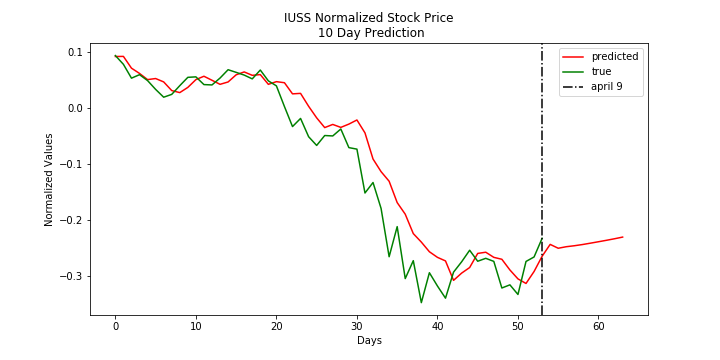 IUSS Normalized Stock Price
10 Day Prediction
predicted
true
april 9
Normalized Values
0.1
0.0
−0.1
−0.2
−0.3
0 10 20 30 40 50 60
Days